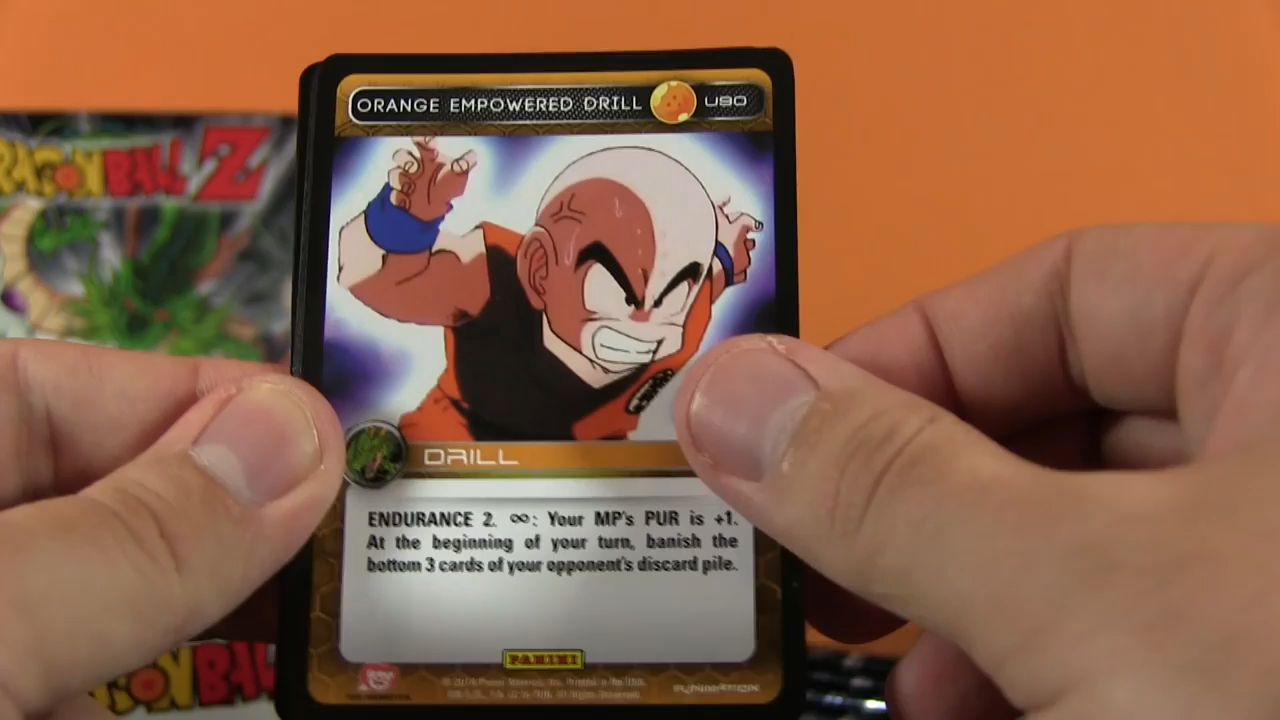 ORANGE EMPOWERED DRILL U90
DRAGON BALL Z
DRILL
ENDURANCE 2. ∞: Your MP's PUR is +1.
At the beginning of your turn, banish the
bottom 3 cards of your opponent's discard pile.
PANINI